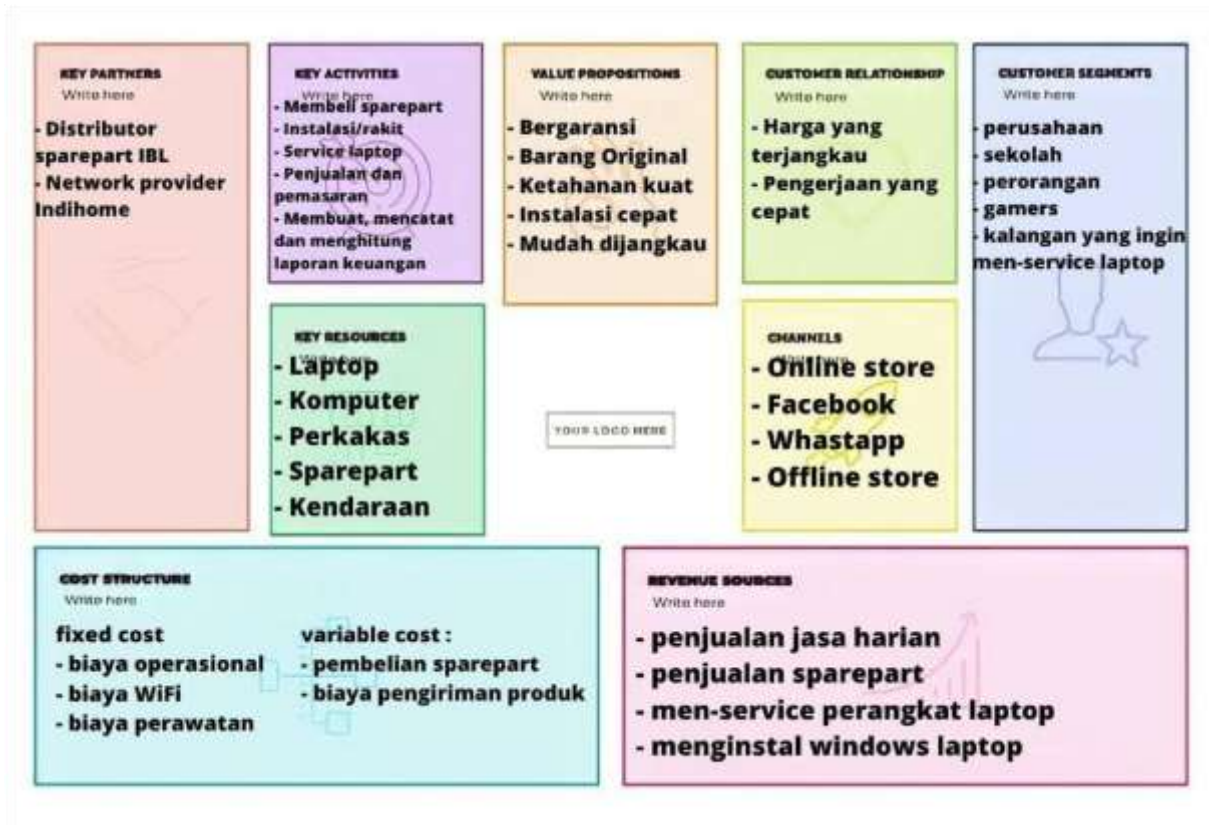 KEY PARTNERS
Write here
- Distributor
sparepart IBL
- Network provider
Indihome
KEY ACTIVITIES
Write here
- Membeli sparepart
- Instalasi/rakit
- Service laptop
- Penjualan dan
pemasaran
- Membuat, mencatat
dan menghitung
laporan keuangan
KEY RESOURCES
Write here
- Laptop
- Komputer
- Perkakas
- Sparepart
- Kendaraan
VALUE PROPOSITIONS
Write here
- Bergaransi
- Barang Original
- Ketahanan kuat
- Instalasi cepat
- Mudah dijangkau
YOUR LOGO HERE
CUSTOMER RELATIONSHIP
Write here
- Harga yang
terjangkau
- Pengerjaan yang
cepat
CHANNELS
Write here
- Online store
- Facebook
- Whastapp
- Offline store
CUSTOMER SEGMENTS
Write here
- perusahaan
- sekolah
- perorangan
- gamers
- kalangan yang ingin
men-service laptop
COST STRUCTURE
Write here
fixed cost
- biaya operasional
- biaya WiFi
- biaya perawatan
variable cost :
- pembelian sparepart
- biaya pengiriman produk
REVENUE SOURCES
Write here
- penjualan jasa harian
- penjualan sparepart
- men-service perangkat laptop
- menginstal windows laptop